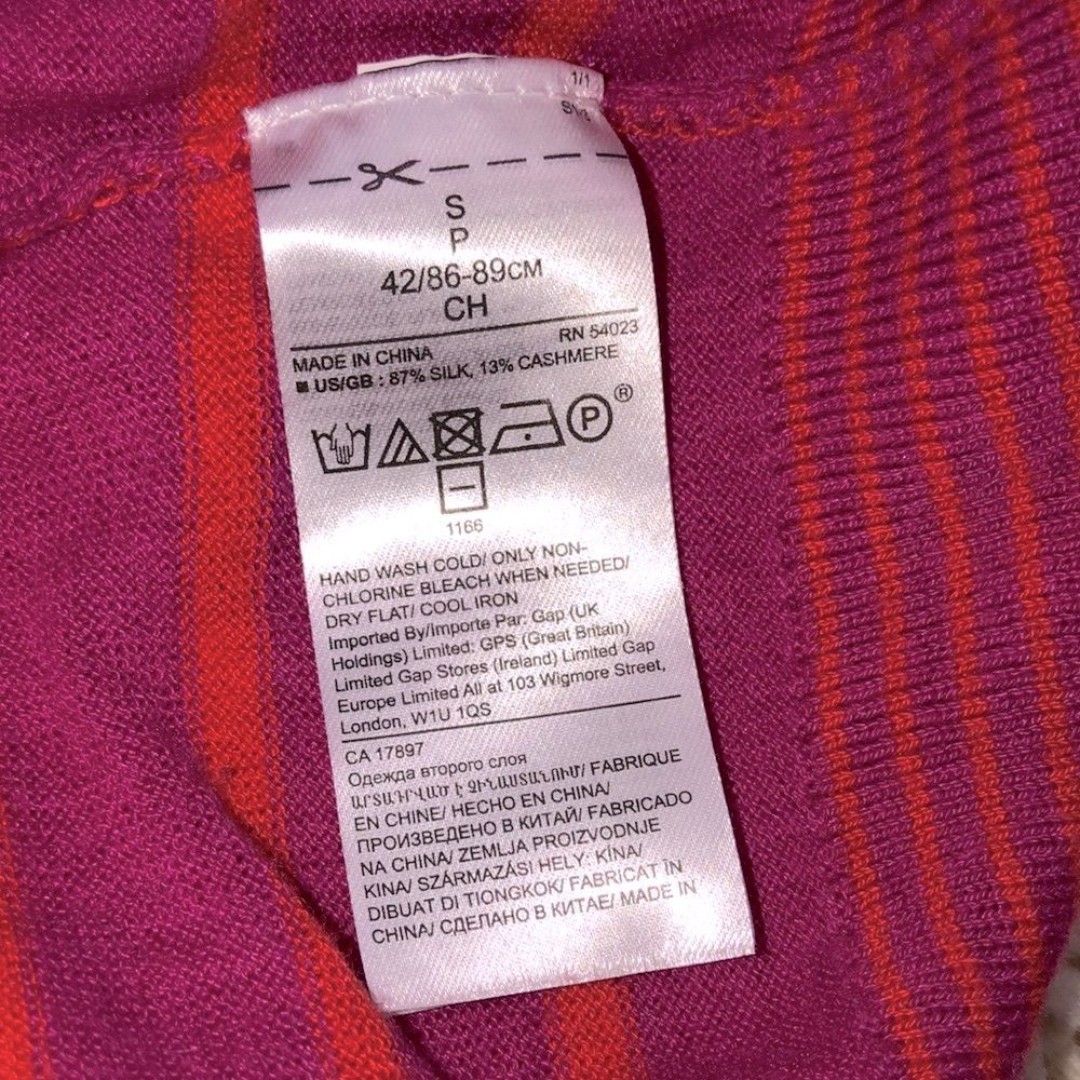 1/1
S
P
42/86-89CM
CH
RN 54023
MADE IN CHINA
US/GB : 87% SILK, 13% CASHMERE
P ®
1166
HAND WASH COLD/ ONLY NON-
CHLORINE BLEACH WHEN NEEDED/
DRY FLAT/ COOL IRON
Imported By/Importe Par: Gap (UK
Holdings) Limited: GPS (Great Britain)
Limited Gap Stores (Ireland) Limited Gap
Europe Limited All at 103 Wigmore Street,
London, W1U 1QS
CA 17897
Одежда второго слоя
ԱՐՏԱԴՐՎԱԾ Է ՉԻՆԱՍՏԱՆՈՒՄ/ FABRIQUE
EN CHINE/ HECHO EN CHINA/
ПРОИЗВЕДЕНО В КИТАЙ/ FABRICADO
NA CHINA/ ZEMLJA PROIZVODNJE
KINA/ SZÁRMAZÁSI HELY: KÍNA/
DIBUAT DI TIONGKOK/ FABRICAT ÎN
CHINA/ СДЕЛАНО В КИТАЕ/ MADE IN